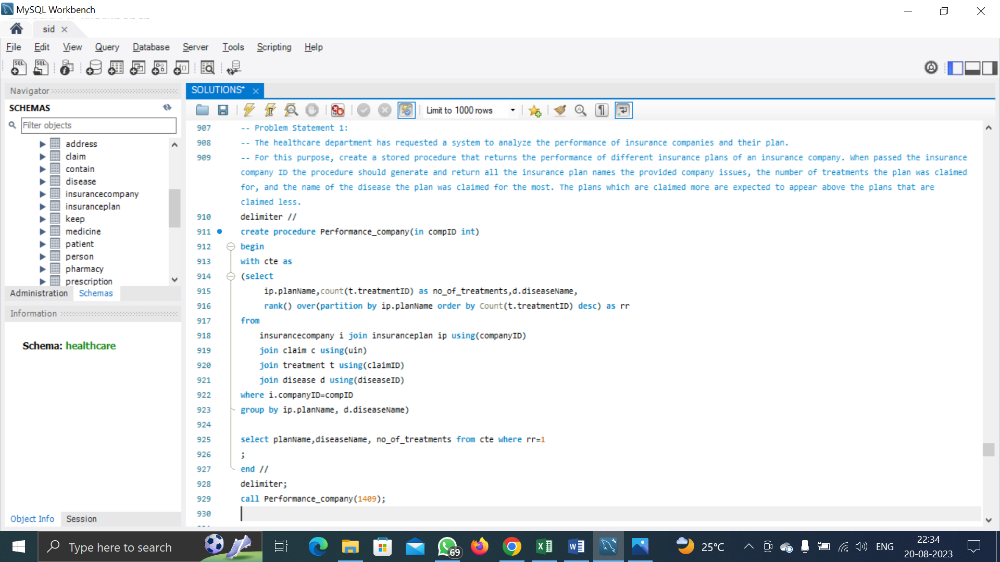 MySQL Workbench
sid
File Edit View Query Database Server Tools Scripting Help
Navigator
SCHEMAS
Filter objects
address
claim
contain
disease
insurancecompany
insuranceplan
keep
medicine
patient
person
pharmacy
prescription
Administration Schemas
Information
Schema: healthcare
Object Info Session
SOLUTIONS*
Limit to 1000 rows
907 -- Problem Statement 1:
908 -- The healthcare department has requested a system to analyze the performance of insurance companies and their plan.
909 -- For this purpose, create a stored procedure that returns the performance of different insurance plans of an insurance company. When passed the insurance
company ID the procedure should generate and return all the insurance plan names the provided company issues, the number of treatments the plan was claimed
for, and the name of the disease the plan was claimed for the most. The plans which are claimed more are expected to appear above the plans that are
claimed less.
910 delimiter //
911 create procedure Performance_company(in compID int)
912 begin
913 with cte as
914 (select
915 ip.planName,count(t.treatmentID) as no_of_treatments,d.diseaseName,
916 rank() over(partition by ip.planName order by Count(t.treatmentID) desc) as rr
917 from
918 insurancecompany i join insuranceplan ip using(companyID)
919 join claim c using(uin)
920 join treatment t using(claimID)
921 join disease d using(diseaseID)
922 where i.companyID=compID
923 group by ip.planName, d.diseaseName)
924
925 select planName,diseaseName, no_of_treatments from cte where rr=1
926 ;
927 end //
928 delimiter;
929 call Performance_company(1409);
930
Type here to search
69
25°C
ENG
22:34
20-08-2023